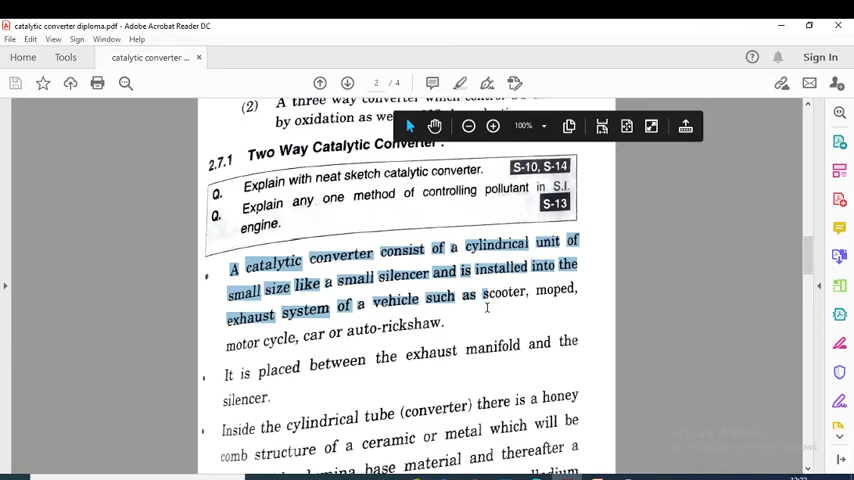 catalytic converter diploma.pdf - Adobe Acrobat Reader DC
File Edit View Sign Window Help
Home Tools catalytic converter ... × Sign In
2 / 4
(2) A three way converter which
by oxidation as we
100%
2.7.1 Two Way Catalytic Converter :
Q. Explain with neat sketch catalytic converter. S-10, S-14
Q. Explain any one method of controlling pollutant in S.I.
engine. S-13
• A catalytic converter consist of a cylindrical unit of
small size like a small silencer and is installed into the
exhaust system of a vehicle such as scooter, moped,
motor cycle, car or auto-rickshaw.
• It is placed between the exhaust manifold and the
silencer.
• Inside the cylindrical tube (converter) there is a honey
comb structure of a ceramic or metal which will be
base material and thereafter a
Activate Windows